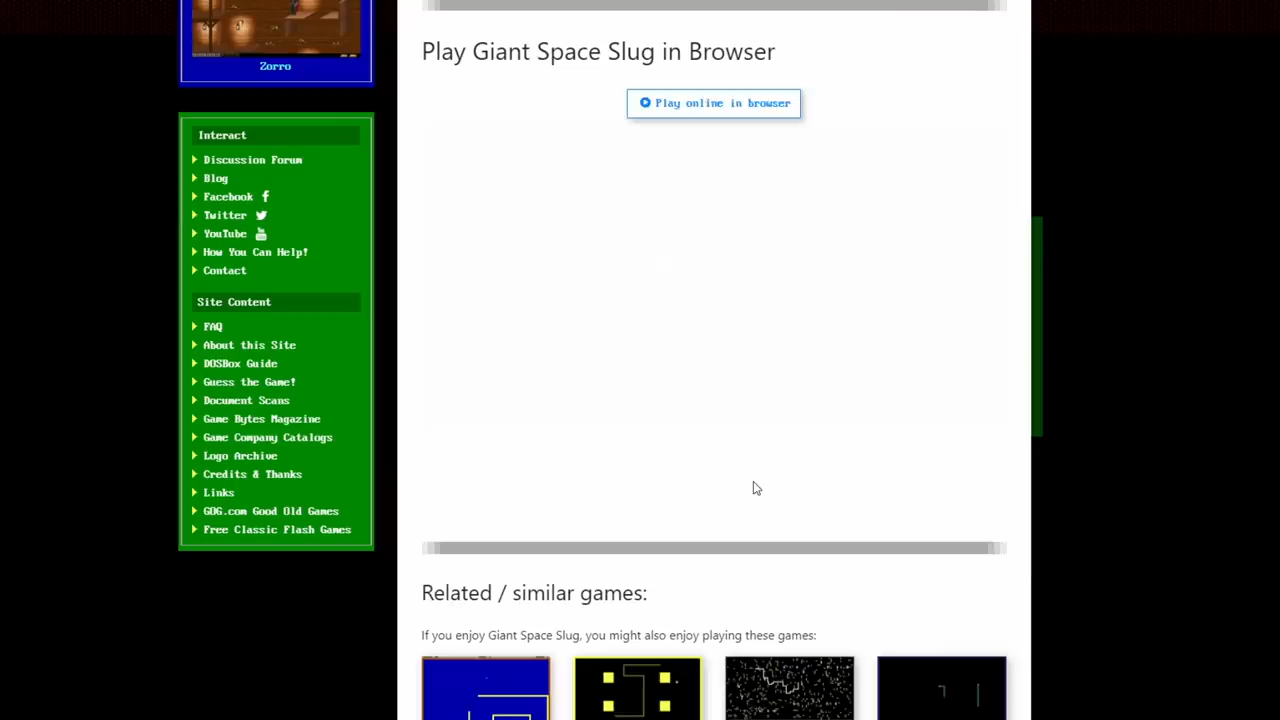 Zorro
Interact
Discussion Forum
Blog
Facebook
Twitter
YouTube
How You Can Help!
Contact
Site Content
FAQ
About this Site
DOSBox Guide
Guess the Game!
Document Scans
Game Bytes Magazine
Game Company Catalogs
Logo Archive
Credits & Thanks
Links
GOG.com Good Old Games
Free Classic Flash Games
Play Giant Space Slug in Browser
Play online in browser
Related / similar games:
If you enjoy Giant Space Slug, you might also enjoy playing these games: